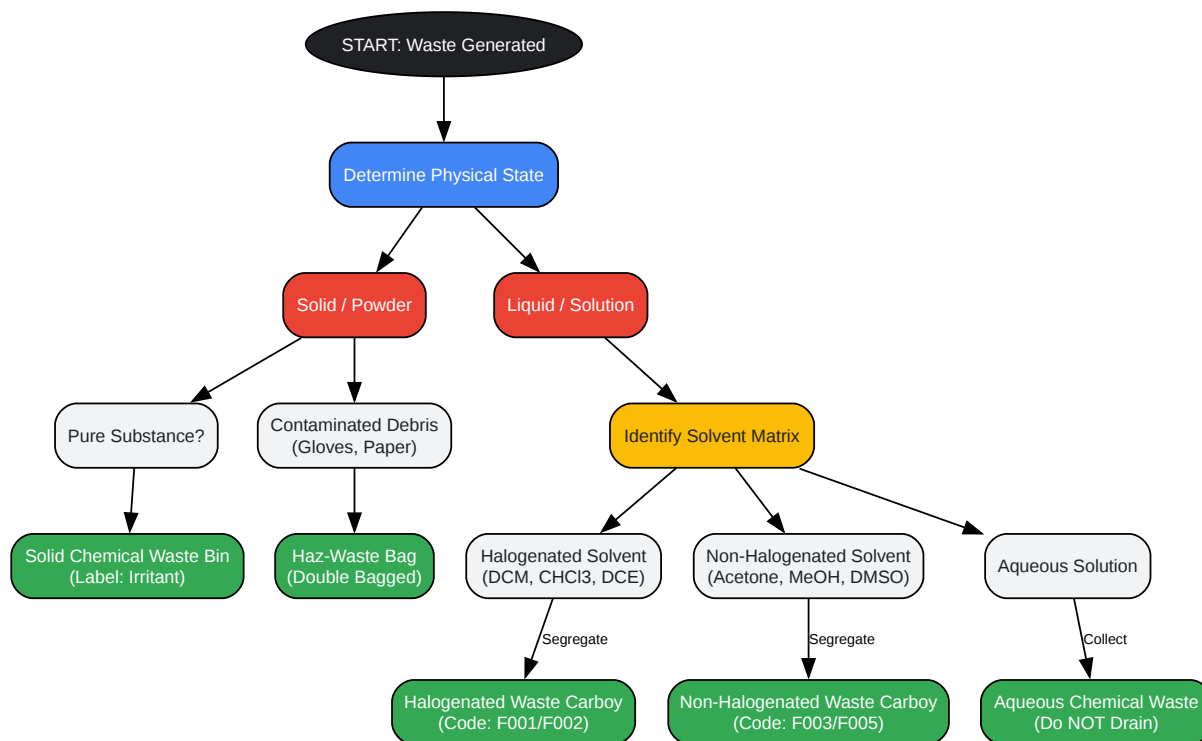 START: Waste Generated
Determine Physical State
Solid / Powder
Liquid / Solution
Pure Substance?
Contaminated Debris
(Gloves, Paper)
Identify Solvent Matrix
Solid Chemical Waste Bin
(Label: Irritant)
Haz-Waste Bag
(Double Bagged)
Halogenated Solvent
(DCM, CHCl3, DCE)
Non-Halogenated Solvent
(Acetone, MeOH, DMSO)
Aqueous Solution
Segregate
Segregate
Collect
Halogenated Waste Carboy
(Code: F001/F002)
Non-Halogenated Waste Carboy
(Code: F003/F005)
Aqueous Chemical Waste
(Do NOT Drain)